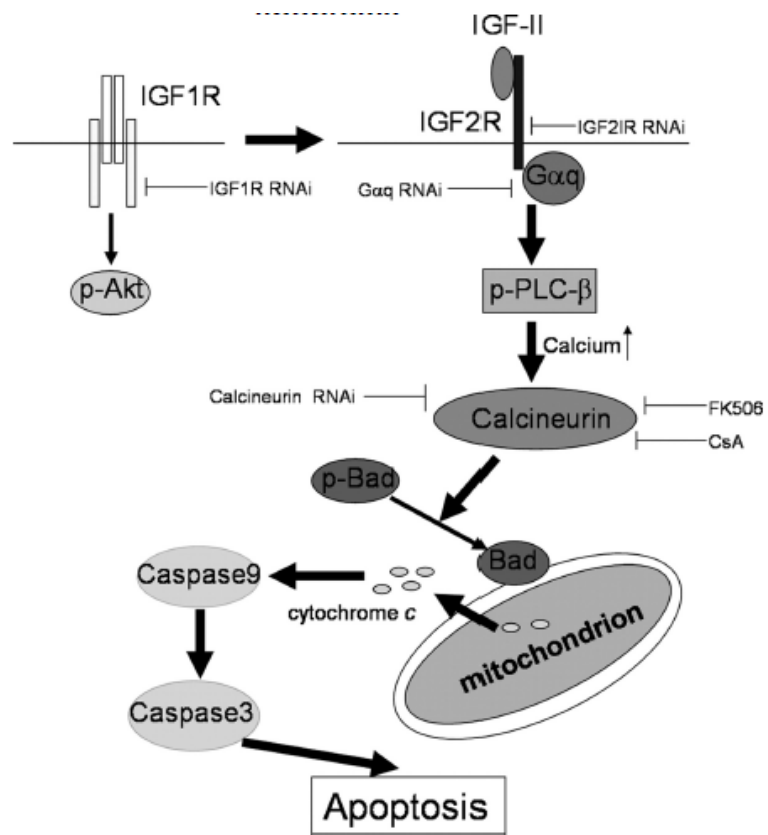 IGF-II
IGF1R
IGF2R
IGF2IR RNAi
IGF1R RNAi
Gαq RNAi
Gαq
p-Akt
p-PLC-β
Calcium
Calcineurin RNAi
Calcineurin
FK506
CsA
p-Bad
Bad
Caspase9
cytochrome c
mitochondrion
Caspase3
Apoptosis